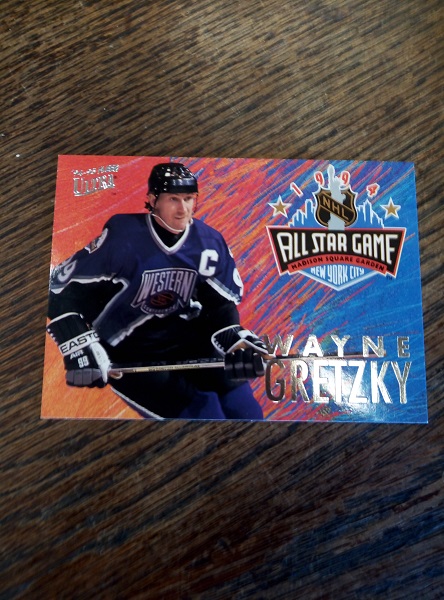 ULTRA
1994
NHL
ALL STAR GAME
MADISON SQUARE GARDEN
NEW YORK CITY
C
WESTERN
EASTON
AIR 99
WAYNE
GRETZKY